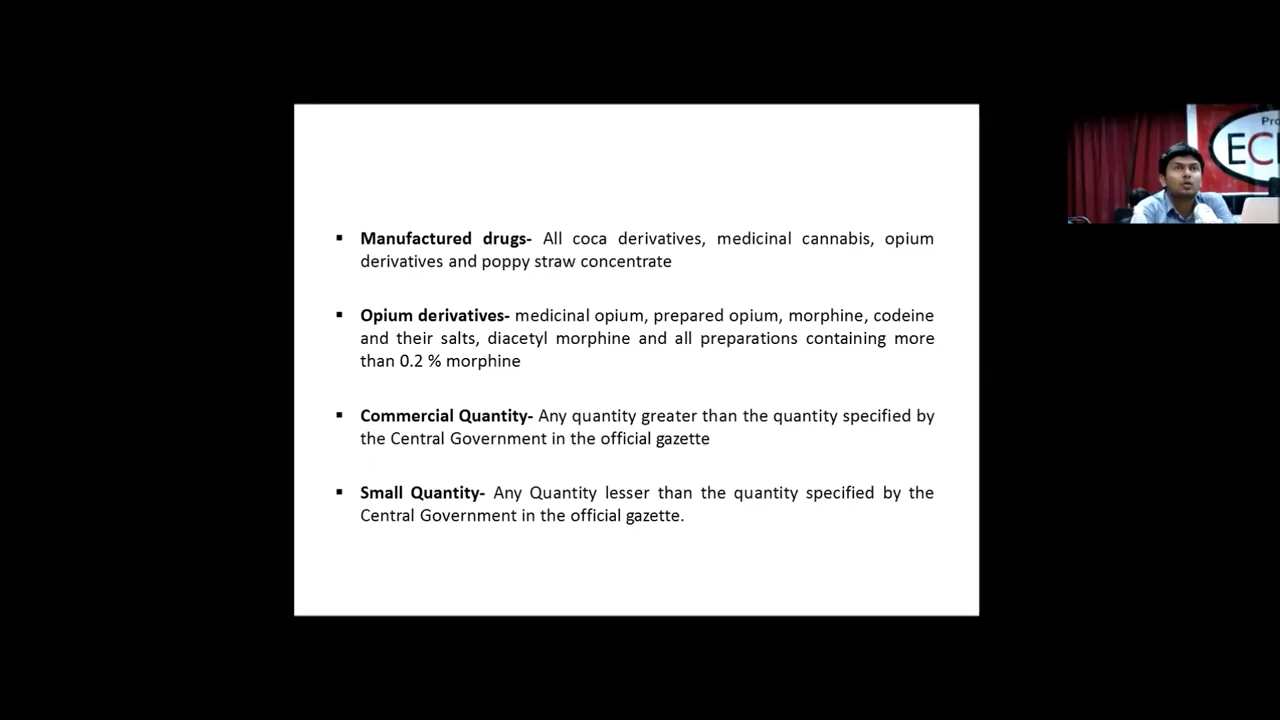 ▪ Manufactured drugs- All coca derivatives, medicinal cannabis, opium
derivatives and poppy straw concentrate
▪ Opium derivatives- medicinal opium, prepared opium, morphine, codeine
and their salts, diacetyl morphine and all preparations containing more
than 0.2 % morphine
▪ Commercial Quantity- Any quantity greater than the quantity specified by
the Central Government in the official gazette
▪ Small Quantity- Any Quantity lesser than the quantity specified by the
Central Government in the official gazette.
Pro
EC